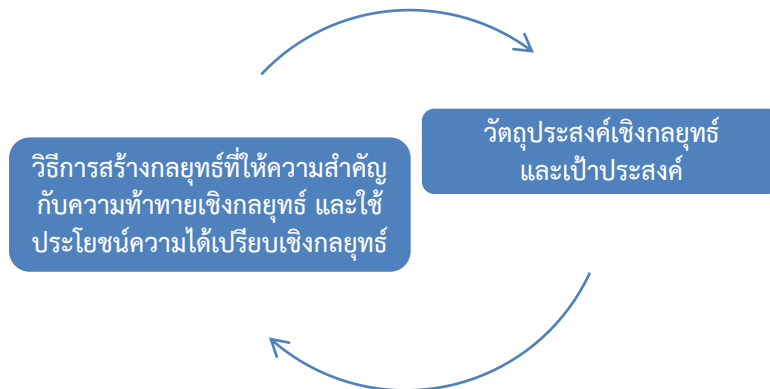 วิธีการสร้างกลยุทธ์ที่ให้ความสำคัญ
กับความท้าทายเชิงกลยุทธ์ และใช้
ประโยชน์ความได้เปรียบเชิงกลยุทธ์
วัตถุประสงค์เชิงกลยุทธ์
และเป้าประสงค์